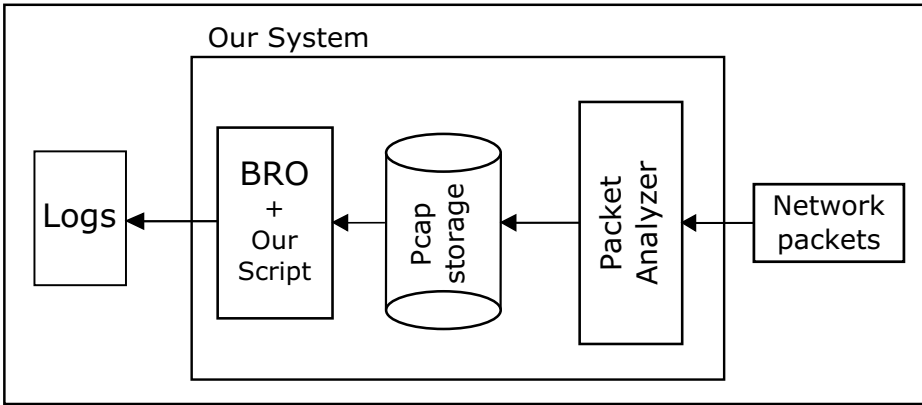 Our System
Logs
BRO
+
Our
Script
Pcap
storage
Packet
Analyzer
Network
packets